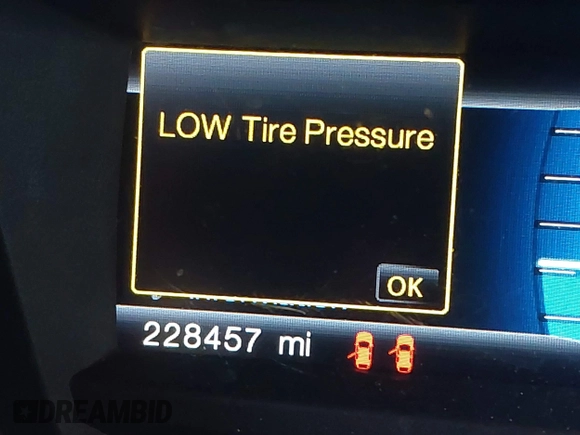 LOW Tire Pressure
OK
228457 mi
DREAMBID